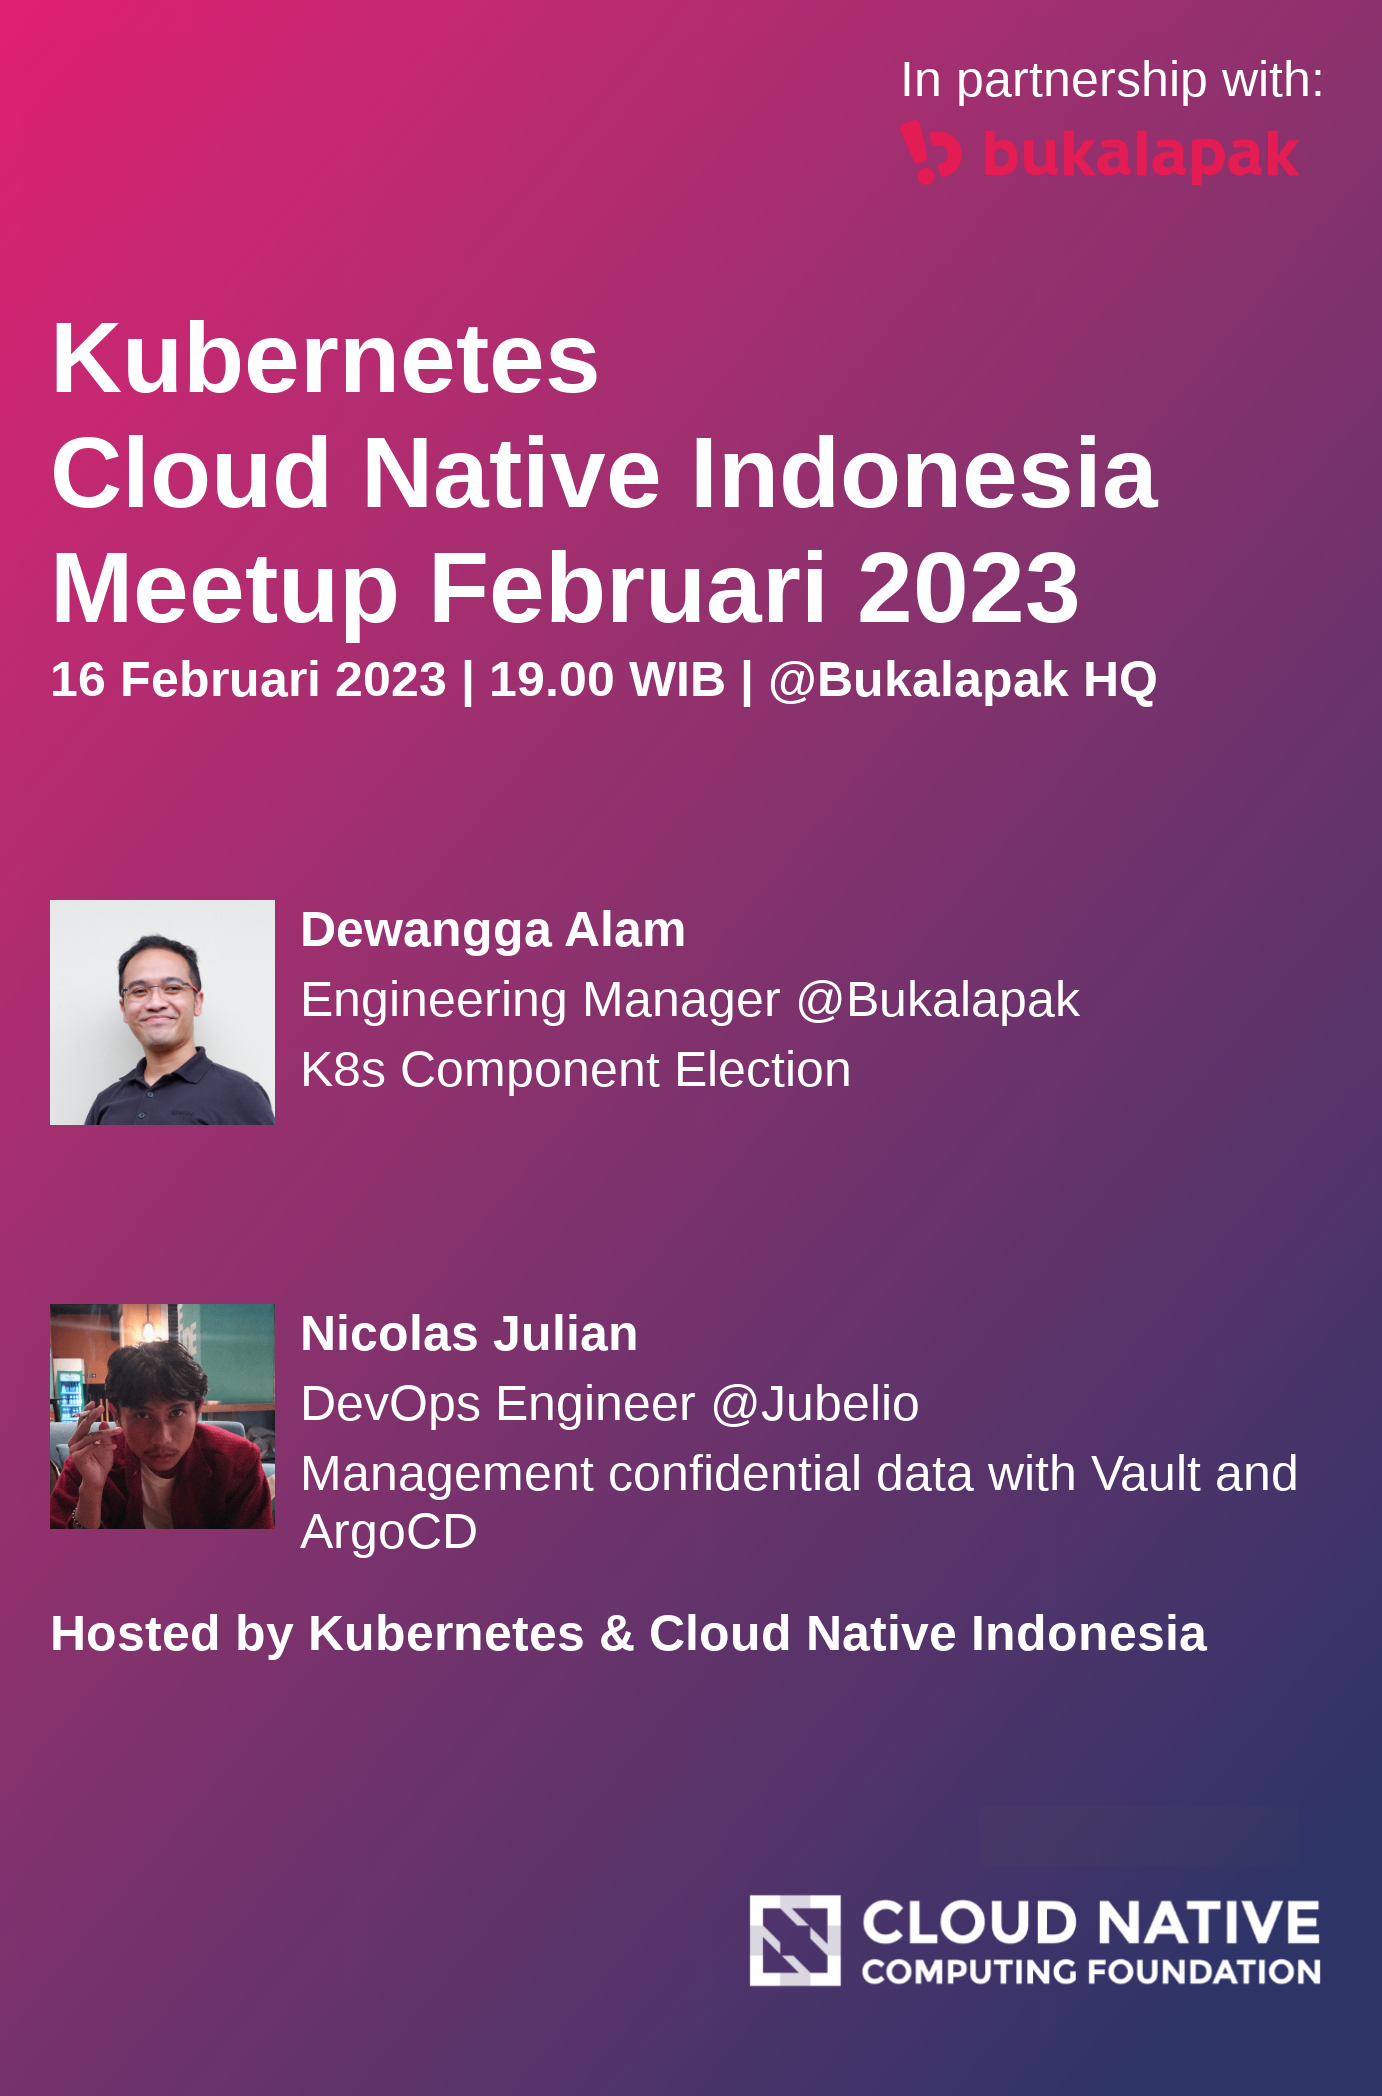 In partnership with:
bukalapak
Kubernetes
Cloud Native Indonesia
Meetup Februari 2023
16 Februari 2023 | 19.00 WIB | @Bukalapak HQ
Dewangga Alam
Engineering Manager @Bukalapak
K8s Component Election
Nicolas Julian
DevOps Engineer @Jubelio
Management confidential data with Vault and
ArgoCD
Hosted by Kubernetes & Cloud Native Indonesia
CLOUD NATIVE
COMPUTING FOUNDATION